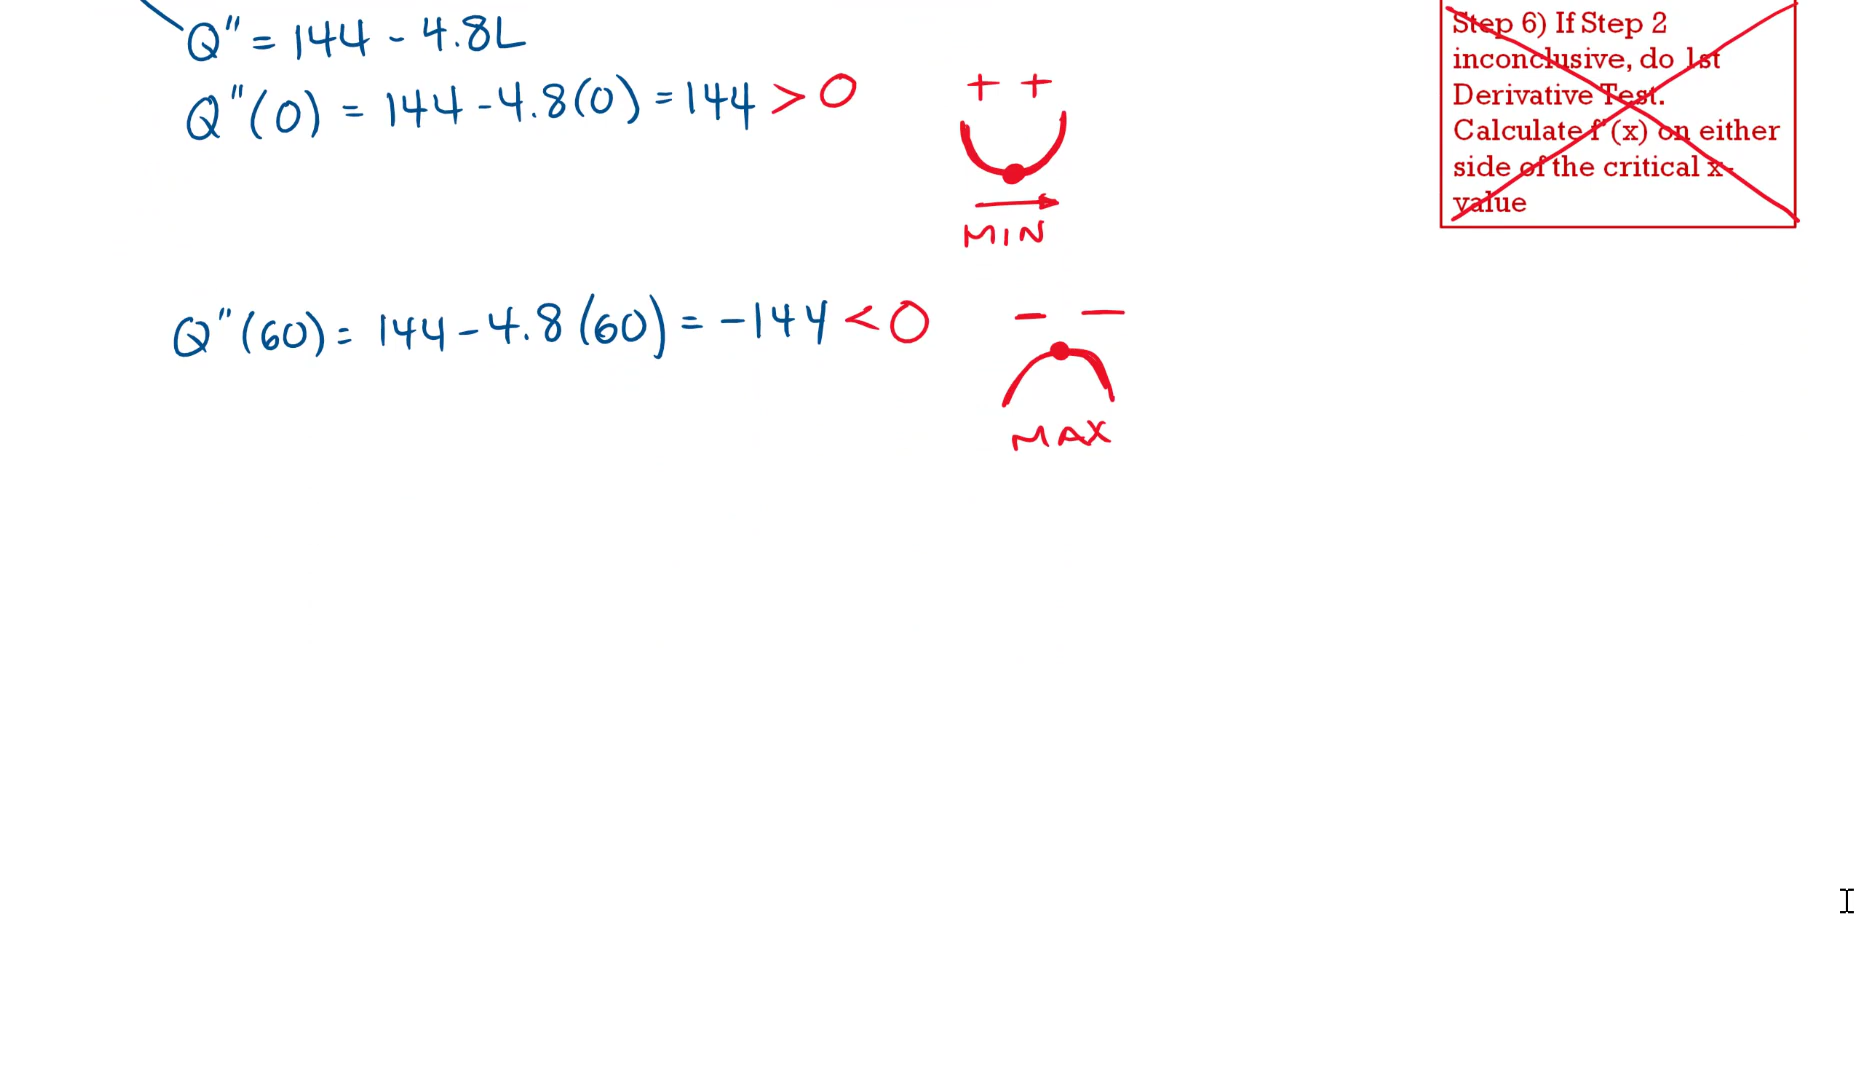 Q" = 144 - 4.8L
Q"(0) = 144 - 4.8(0) = 144 > 0
+ +
MIN
Q"(60) = 144 - 4.8(60) = -144 < 0
- -
MAX
Step 6) If Step 2
inconclusive, do 1st
Derivative Test.
Calculate f'(x) on either
side of the critical x-
value